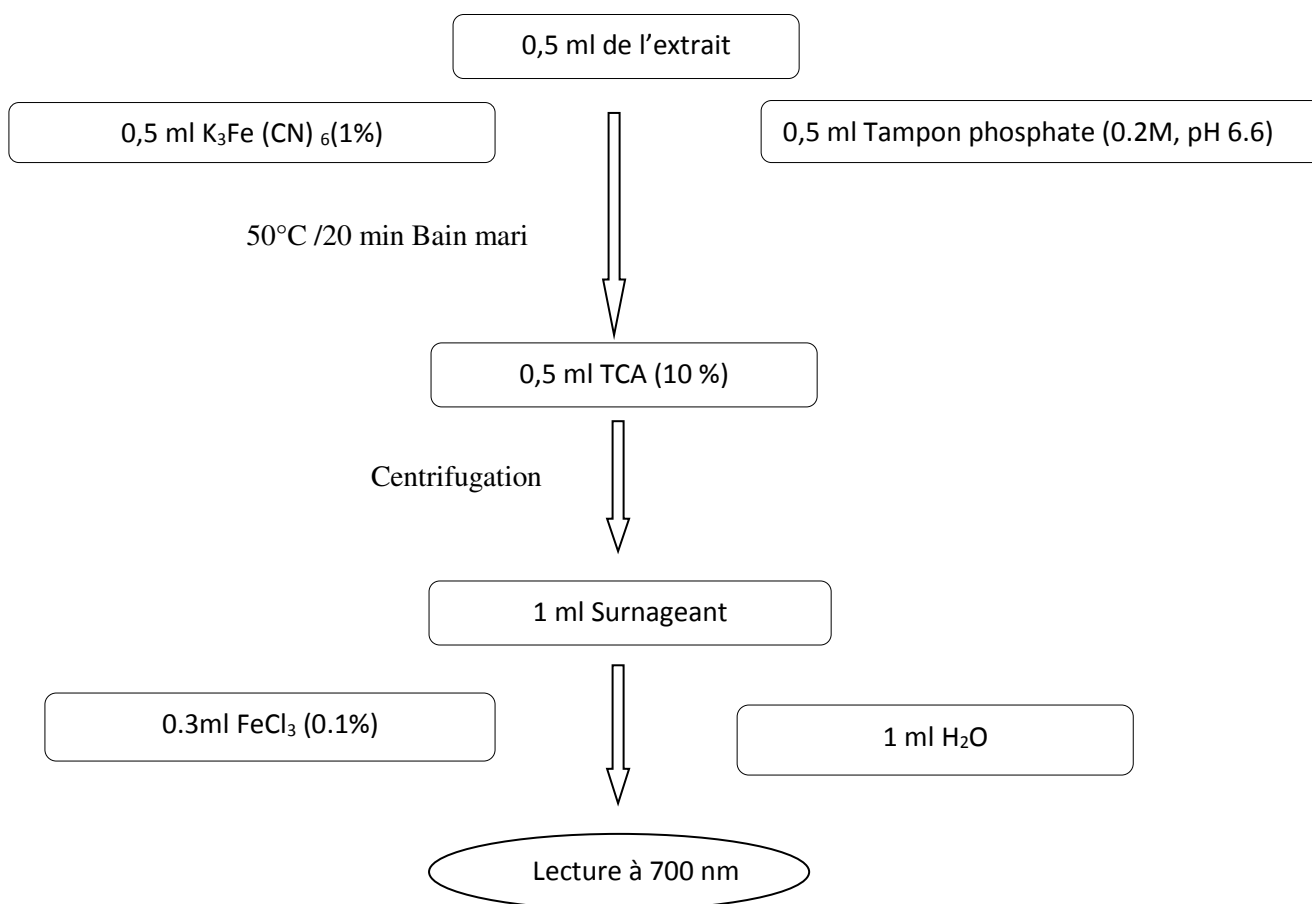 0,5 ml de l’extrait
0,5 ml K₃Fe (CN) ₆(1%)
0,5 ml Tampon phosphate (0.2M, pH 6.6)
50°C /20 min Bain mari
0,5 ml TCA (10 %)
Centrifugation
1 ml Surnageant
0.3ml FeCl₃ (0.1%)
1 ml H₂O
Lecture à 700 nm